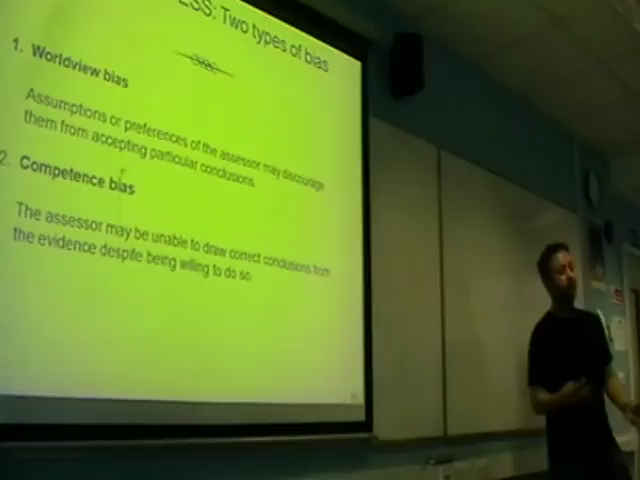 ESS: Two types of bias
1. Worldview bias
Assumptions or preferences of the assessor may discourage
them from accepting particular conclusions.
2. Competence bias
The assessor may be unable to draw correct conclusions from
the evidence despite being willing to do so.